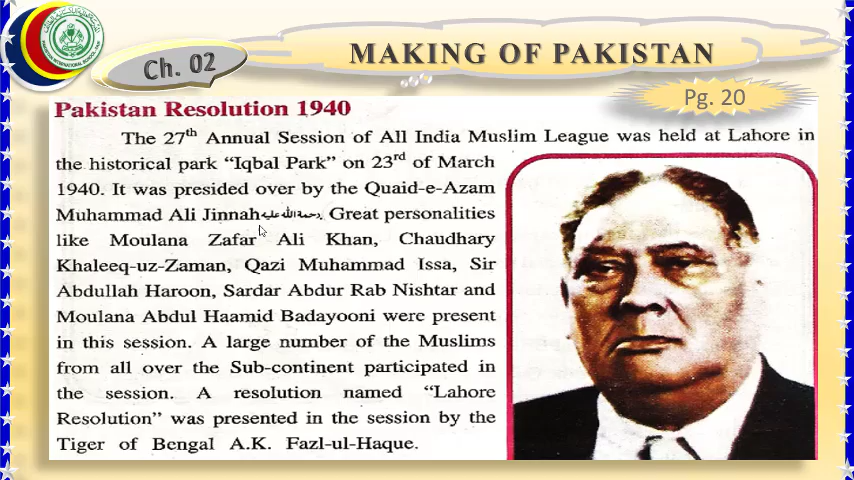 Ch. 02
MAKING OF PAKISTAN
Pg. 20
Pakistan Resolution 1940
The 27th Annual Session of All India Muslim League was held at Lahore in
the historical park “Iqbal Park” on 23rd of March
1940. It was presided over by the Quaid-e-Azam
Muhammad Ali Jinnah رحمة الله عليه. Great personalities
like Moulana Zafar Ali Khan, Chaudhary
Khaleeq-uz-Zaman, Qazi Muhammad Issa, Sir
Abdullah Haroon, Sardar Abdur Rab Nishtar and
Moulana Abdul Haamid Badayooni were present
in this session. A large number of the Muslims
from all over the Sub-continent participated in
the session. A resolution named “Lahore
Resolution” was presented in the session by the
Tiger of Bengal A.K. Fazl-ul-Haque.